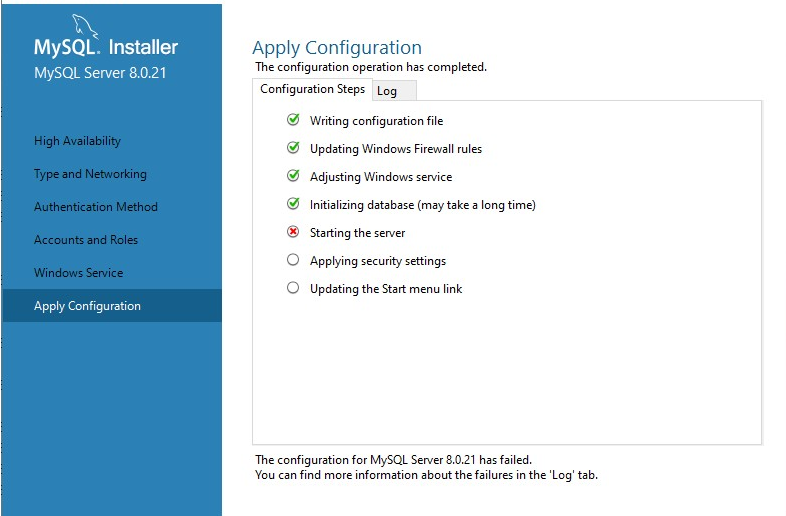 MySQL. Installer
MySQL Server 8.0.21
High Availability
Type and Networking
Authentication Method
Accounts and Roles
Windows Service
Apply Configuration
Apply Configuration
The configuration operation has completed.
Configuration Steps Log
Writing configuration file
Updating Windows Firewall rules
Adjusting Windows service
Initializing database (may take a long time)
Starting the server
Applying security settings
Updating the Start menu link
The configuration for MySQL Server 8.0.21 has failed.
You can find more information about the failures in the 'Log' tab.